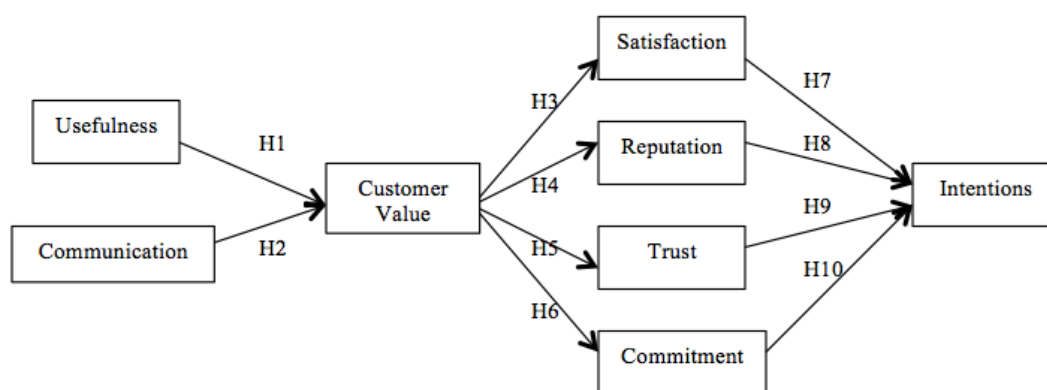 Satisfaction
H7
H3
Usefulness
H1
Reputation
H8
H4
Customer
Value
Intentions
H9
Communication
H2
H5
Trust
H10
H6
Commitment